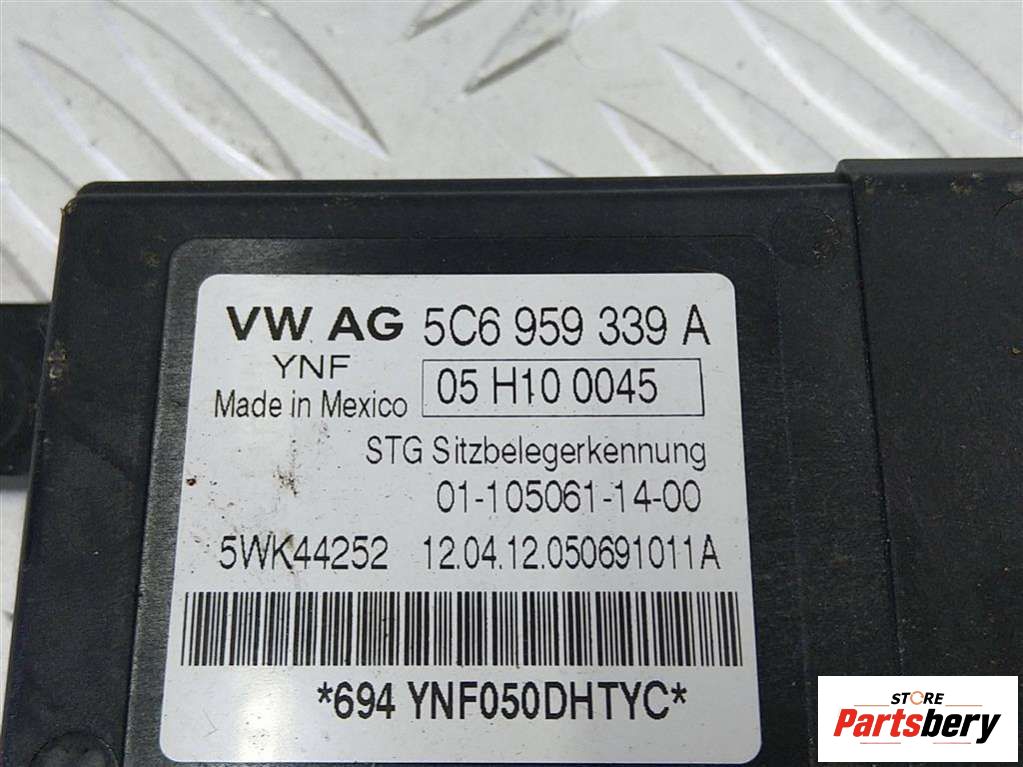 VW AG 5C6 959 339 A
YNF
Made in Mexico
05 H10 0045
STG Sitzbelegerkennung
01-105061-14-00
5WK44252 12.04.12.050691011A
*694 YNF050DHTYC*
STORE
Partsbery